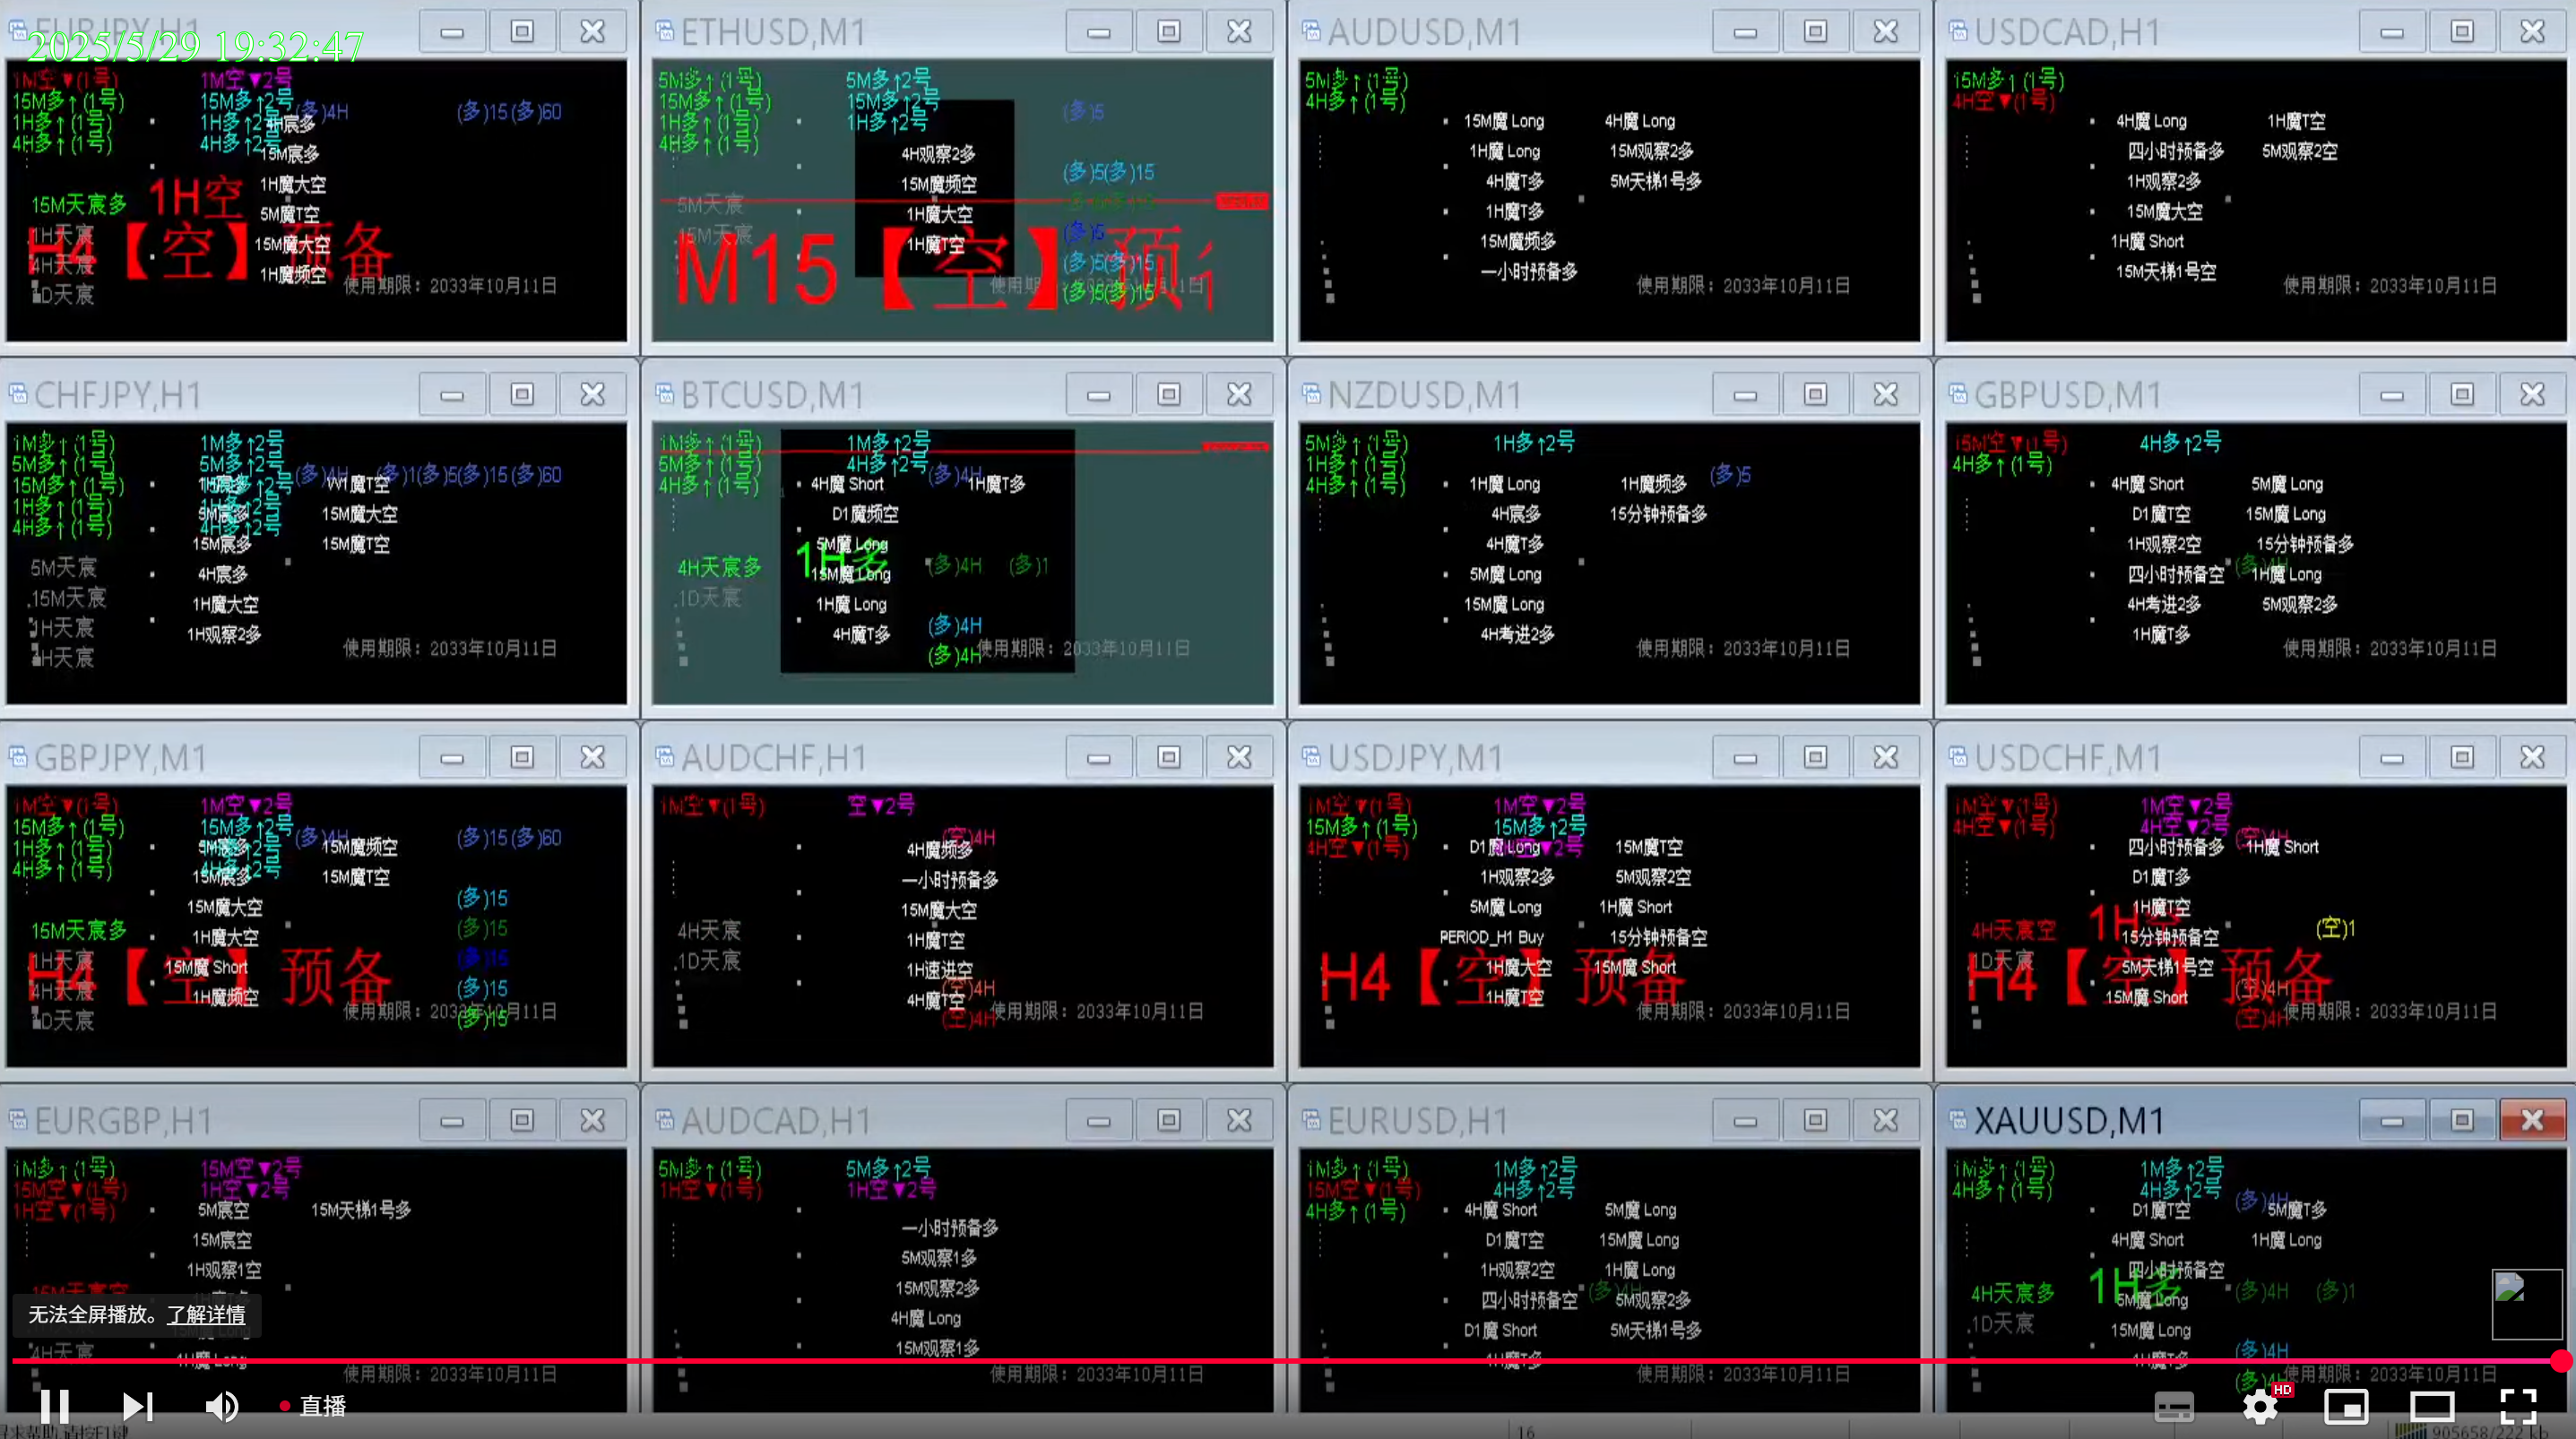 2025/5/29 19:32:47
EURJPY,H1
1M空▼(1号) 1M空▼2号
15M多↑(1号) 15M多↑2号
1H多↑(1号) 1H多↑2号
4H多↑(1号) 4H多↑2号
(多)4H (多)15(多)60
4H宸多
15M宸多
1H魔大空
5M魔T空
15M魔大空
1H魔频空
15M天宸多
1H空
1H天宸
4H天宸
1D天宸
H4【空】预备
使用期限：2033年10月11日
ETHUSD,M1
5M多↑(1号) 5M多↑2号
15M多↑(1号) 15M多↑2号
1H多↑(1号) 1H多↑2号
4H多↑(1号)
(多)5
4H观察2多
(多)5(多)15
15M魔频空
5M天宸
1H魔大空
15M天宸
(多)5
1H魔T空
(多)5(多)15
M15【空】
(多)5(多)15
AUDUSD,M1
5M多↑(1号)
4H多↑(1号)
15M魔 Long 4H魔 Long
1H魔 Long 15M观察2多
4H魔T多 5M天梯1号多
1H魔T多
15M魔频多
一小时预备多
使用期限：2033年10月11日
USDCAD,H1
15M多↑(1号)
4H空▼(1号)
4H魔 Long 1H魔T空
四小时预备多 5M观察2空
1H观察2多
15M魔大空
1H魔 Short
15M天梯1号空
使用期限：2033年10月11日
CHFJPY,H1
1M多↑(1号) 1M多↑2号
5M多↑(1号) 5M多↑2号
15M多↑(1号)
1H多↑(1号) 1H多↑2号
4H多↑(1号) 4H多↑2号
(多)4H (多)1(多)5(多)15(多)60
W1魔T空
5M宸多 15M魔大空
15M宸多 15M魔T空
4H宸多
1H魔大空
1H观察2多
5M天宸
15M天宸
1H天宸
4H天宸
使用期限：2033年10月11日
BTCUSD,M1
1M多↑(1号) 1M多↑2号
5M多↑(1号) 4H多↑2号
4H多↑(1号)
(多)4H
4H魔 Short 1H魔T多
D1魔频空
5M魔 Long
1H多
15M魔 Long
1H魔 Long
4H魔T多
4H天宸多
1D天宸
(多)4H (多)1
(多)4H
(多)4H
使用期限：2033年10月11日
NZDUSD,M1
5M多↑(1号) 1H多↑2号
1H多↑(1号)
4H多↑(1号)
(多)5
1H魔 Long 1H魔频多
4H宸多 15分钟预备多
4H魔T多
5M魔 Long
15M魔 Long
4H考进2多
使用期限：2033年10月11日
GBPUSD,M1
15M空▼(1号) 4H多↑2号
4H多↑(1号)
4H魔 Short 5M魔 Long
D1魔T空 15M魔 Long
1H观察2空 15分钟预备多
(多)4H
四小时预备空 1H魔 Long
4H考进2多 5M观察2多
1H魔T多
使用期限：2033年10月11日
GBPJPY,M1
1M空▼(1号) 1M空▼2号
15M多↑(1号) 15M多↑2号
1H多↑(1号)
4H多↑(1号) 4H多↑2号
(多)4H (多)15(多)60
5M宸多 15M魔频空
15M宸多 15M魔T空
15M魔大空
1H魔大空
15M魔 Short
1H魔频空
15M天宸多
1H天宸
4H天宸
1D天宸
(多)15
(多)15
(多)15
(多)15
(多)15
H4【空】预备
AUDCHF,H1
1M空▼(1号) 空▼2号
(空)4H
4H魔频多
一小时预备多
15M魔大空
1H魔T空
1H速进空
4H魔T空
4H天宸
1D天宸
(空)4H
(空)4H
使用期限：2033年10月11日
USDJPY,M1
1M空▼(1号) 1M空▼2号
15M多↑(1号) 15M多↑2号
4H空▼(1号) 4H空▼2号
D1魔 Long 15M魔T空
1H观察2多 5M观察2空
5M魔 Long 1H魔 Short
PERIOD_H1 Buy 15分钟预备空
1H魔大空 15M魔 Short
1H魔T空
H4【空】预备
使用期限：2033年10月11日
USDCHF,M1
1M空▼(1号) 1M空▼2号
4H空▼(1号) 4H空▼2号
(空)4H
四小时预备多 1H魔 Short
D1魔T多
1H魔T空
1H空
15分钟预备空
5M天梯1号空
15M魔 Short
4H天宸空
1D天宸
(空)1
(空)4H
(空)4H
H4【空】预备
使用期限：2033年10月11日
EURGBP,H1
1M多↑(1号) 15M空▼2号
15M空▼(1号) 1H空▼2号
1H空▼(1号)
5M宸空 15M天梯1号多
15M宸空
1H观察1空
15M天宸空
4H天宸
4H魔 Long
使用期限：2033年10月11日
AUDCAD,H1
5M多↑(1号) 5M多↑2号
1H空▼(1号) 1H空▼2号
一小时预备多
5M观察1多
15M观察2多
4H魔 Long
15M观察1多
使用期限：2033年10月11日
EURUSD,H1
1M多↑(1号) 1M多↑2号
15M空▼(1号) 4H多↑2号
4H多↑(1号)
4H魔 Short 5M魔 Long
D1魔T空 15M魔 Long
1H观察2空 1H魔 Long
(多)4H
四小时预备空 5M观察2多
D1魔 Short 5M天梯1号多
4H魔T多
使用期限：2033年10月11日
XAUUSD,M1
1M多↑(1号) 1M多↑2号
4H多↑(1号) 4H多↑2号
(多)4H
D1魔T空 5M魔T多
4H魔 Short 1H魔 Long
四小时预备空
1H多
5M魔 Long
15M魔 Long
4H魔T多
4H天宸多
1D天宸
(多)4H (多)1
(多)4H
(多)4H
使用期限：2033年10月11日
无法全屏播放。了解详情
直播
HD
16
905658/222 kb